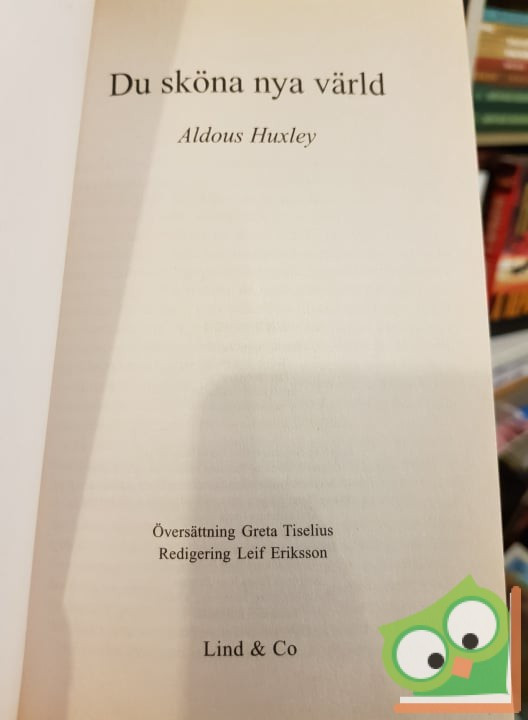 Du sköna nya värld
Aldous Huxley
Översättning Greta Tiselius
Redigering Leif Eriksson
Lind & Co